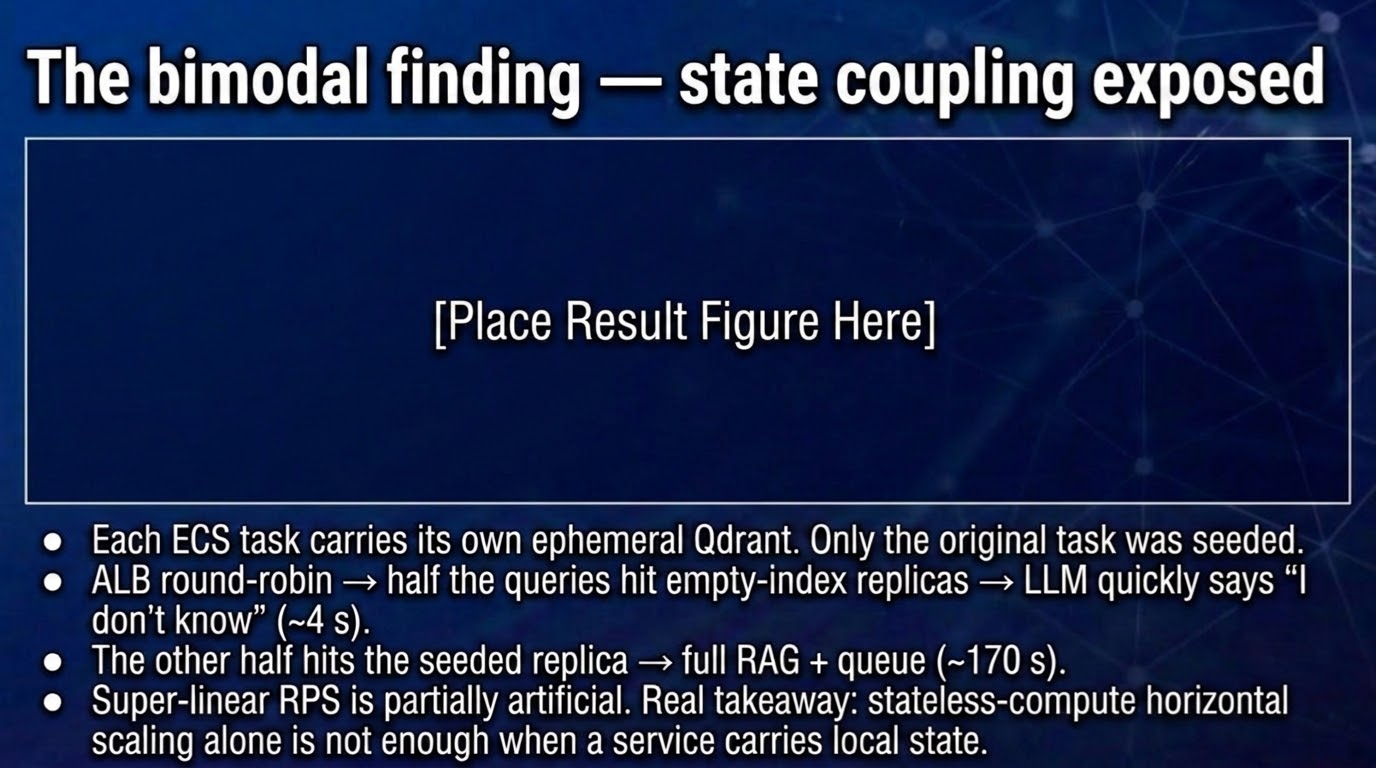 The bimodal finding — state coupling exposed
[Place Result Figure Here]
● Each ECS task carries its own ephemeral Qdrant. Only the original task was seeded.
● ALB round-robin → half the queries hit empty-index replicas → LLM quickly says “I
don’t know” (~4 s).
● The other half hits the seeded replica → full RAG + queue (~170 s).
● Super-linear RPS is partially artificial. Real takeaway: stateless-compute horizontal
scaling alone is not enough when a service carries local state.